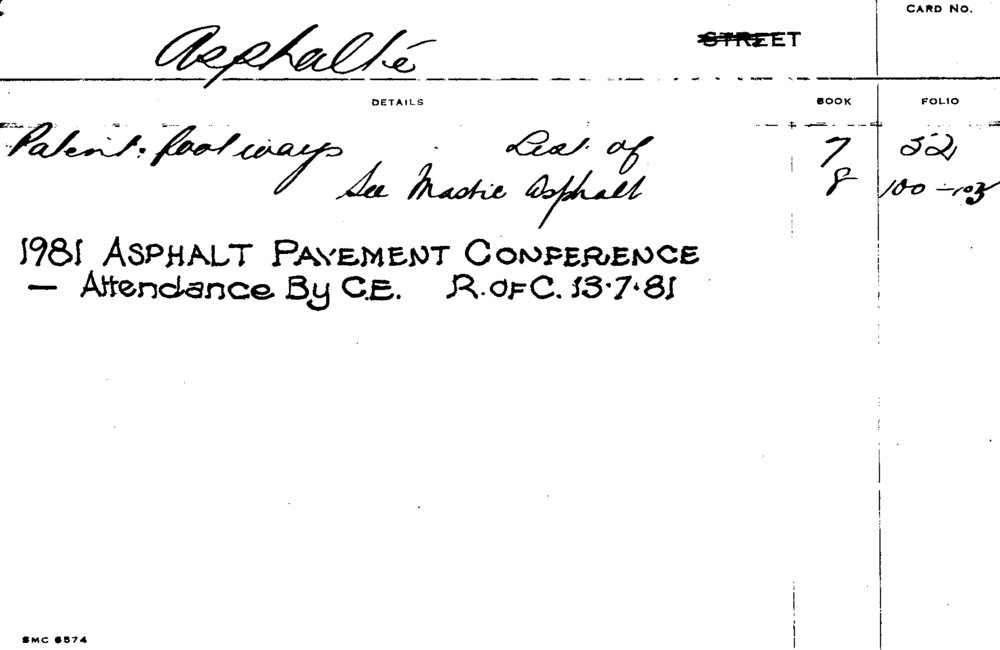 CARD NO.
Asphalte STREET
DETAILS BOOK FOLIO
Patent: footways List of 7 52
See Mastic Asphalt 8 100-103
1981 ASPHALT PAVEMENT CONFERENCE
— Attendance By C.E. R. OF C. 13.7.81
SMC 6574